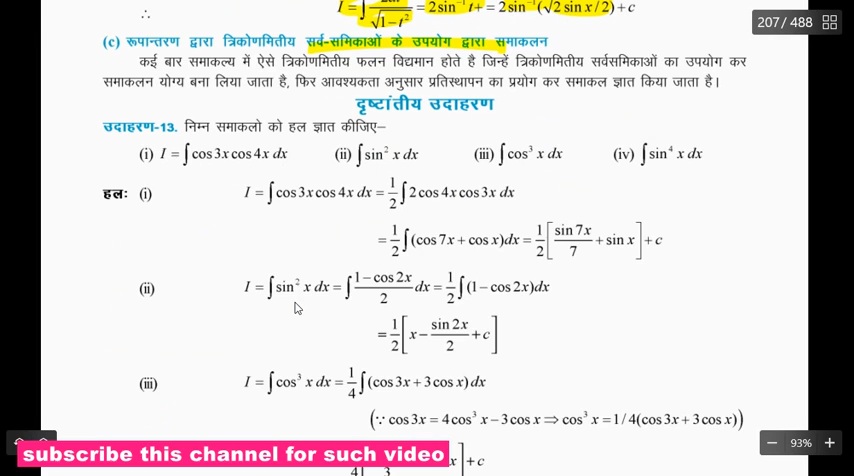 ∴ I = ∫ / √1−t² = 2sin⁻¹ t+ = 2sin⁻¹(√2 sin x/2) + c
207 / 488
(c) रूपान्तरण द्वारा त्रिकोणमितीय सर्व-समिकाओं के उपयोग द्वारा समाकलन
कई बार समाकल्य में ऐसे त्रिकोणमितीय फलन विद्यमान होते है जिन्हें त्रिकोणमितीय सर्वसमिकाओं का उपयोग कर
समाकलन योग्य बना लिया जाता है, फिर आवश्यकता अनुसार प्रतिस्थापन का प्रयोग कर समाकल ज्ञात किया जाता है।
दृष्टांतीय उदाहरण
उदाहरण-13. निम्न समाकलो को हल ज्ञात कीजिए–
(i) I = ∫ cos 3x cos 4x dx (ii) ∫ sin² x dx (iii) ∫ cos³ x dx (iv) ∫ sin⁴ x dx
हलः (i) I = ∫ cos 3x cos 4x dx = 1/2 ∫ 2 cos 4x cos 3x dx
= 1/2 ∫ (cos 7x + cos x)dx = 1/2 [sin 7x/7 + sin x] + c
(ii) I = ∫ sin² x dx = ∫ 1 − cos 2x/2 dx = 1/2 ∫ (1 − cos 2x)dx
= 1/2 [x − sin 2x/2 + c]
(iii) I = ∫ cos³ x dx = 1/4 ∫ (cos 3x + 3 cos x) dx
(∵ cos 3x = 4 cos³ x − 3 cos x ⇒ cos³ x = 1/4(cos 3x + 3 cos x))
93%
subscribe this channel for such video
x] + c